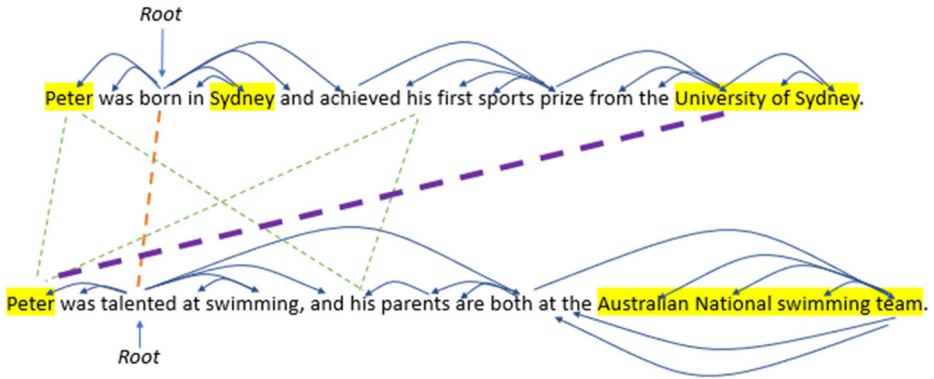 Root
Peter was born in Sydney and achieved his first sports prize from the University of Sydney.
Peter was talented at swimming, and his parents are both at the Australian National swimming team.
Root